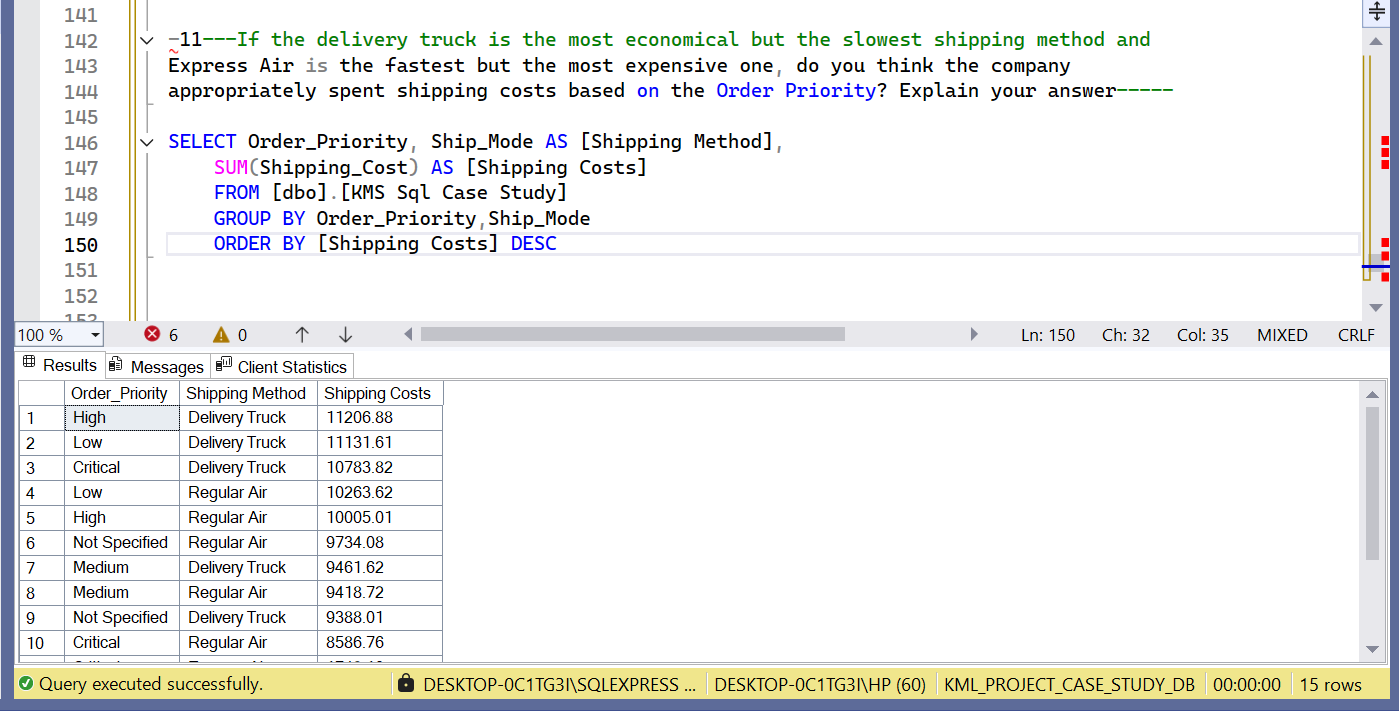 141
142 -11---If the delivery truck is the most economical but the slowest shipping method and
143 Express Air is the fastest but the most expensive one, do you think the company
144 appropriately spent shipping costs based on the Order Priority? Explain your answer-----
145
146 SELECT Order_Priority, Ship_Mode AS [Shipping Method],
147 SUM(Shipping_Cost) AS [Shipping Costs]
148 FROM [dbo].[KMS Sql Case Study]
149 GROUP BY Order_Priority,Ship_Mode
150 ORDER BY [Shipping Costs] DESC
151
152
100 % 6 0 Ln: 150 Ch: 32 Col: 35 MIXED CRLF
Results Messages Client Statistics
Order_Priority Shipping Method Shipping Costs
1 High Delivery Truck 11206.88
2 Low Delivery Truck 11131.61
3 Critical Delivery Truck 10783.82
4 Low Regular Air 10263.62
5 High Regular Air 10005.01
6 Not Specified Regular Air 9734.08
7 Medium Delivery Truck 9461.62
8 Medium Regular Air 9418.72
9 Not Specified Delivery Truck 9388.01
10 Critical Regular Air 8586.76
Query executed successfully. DESKTOP-0C1TG3I\SQLEXPRESS ... DESKTOP-0C1TG3I\HP (60) KML_PROJECT_CASE_STUDY_DB 00:00:00 15 rows